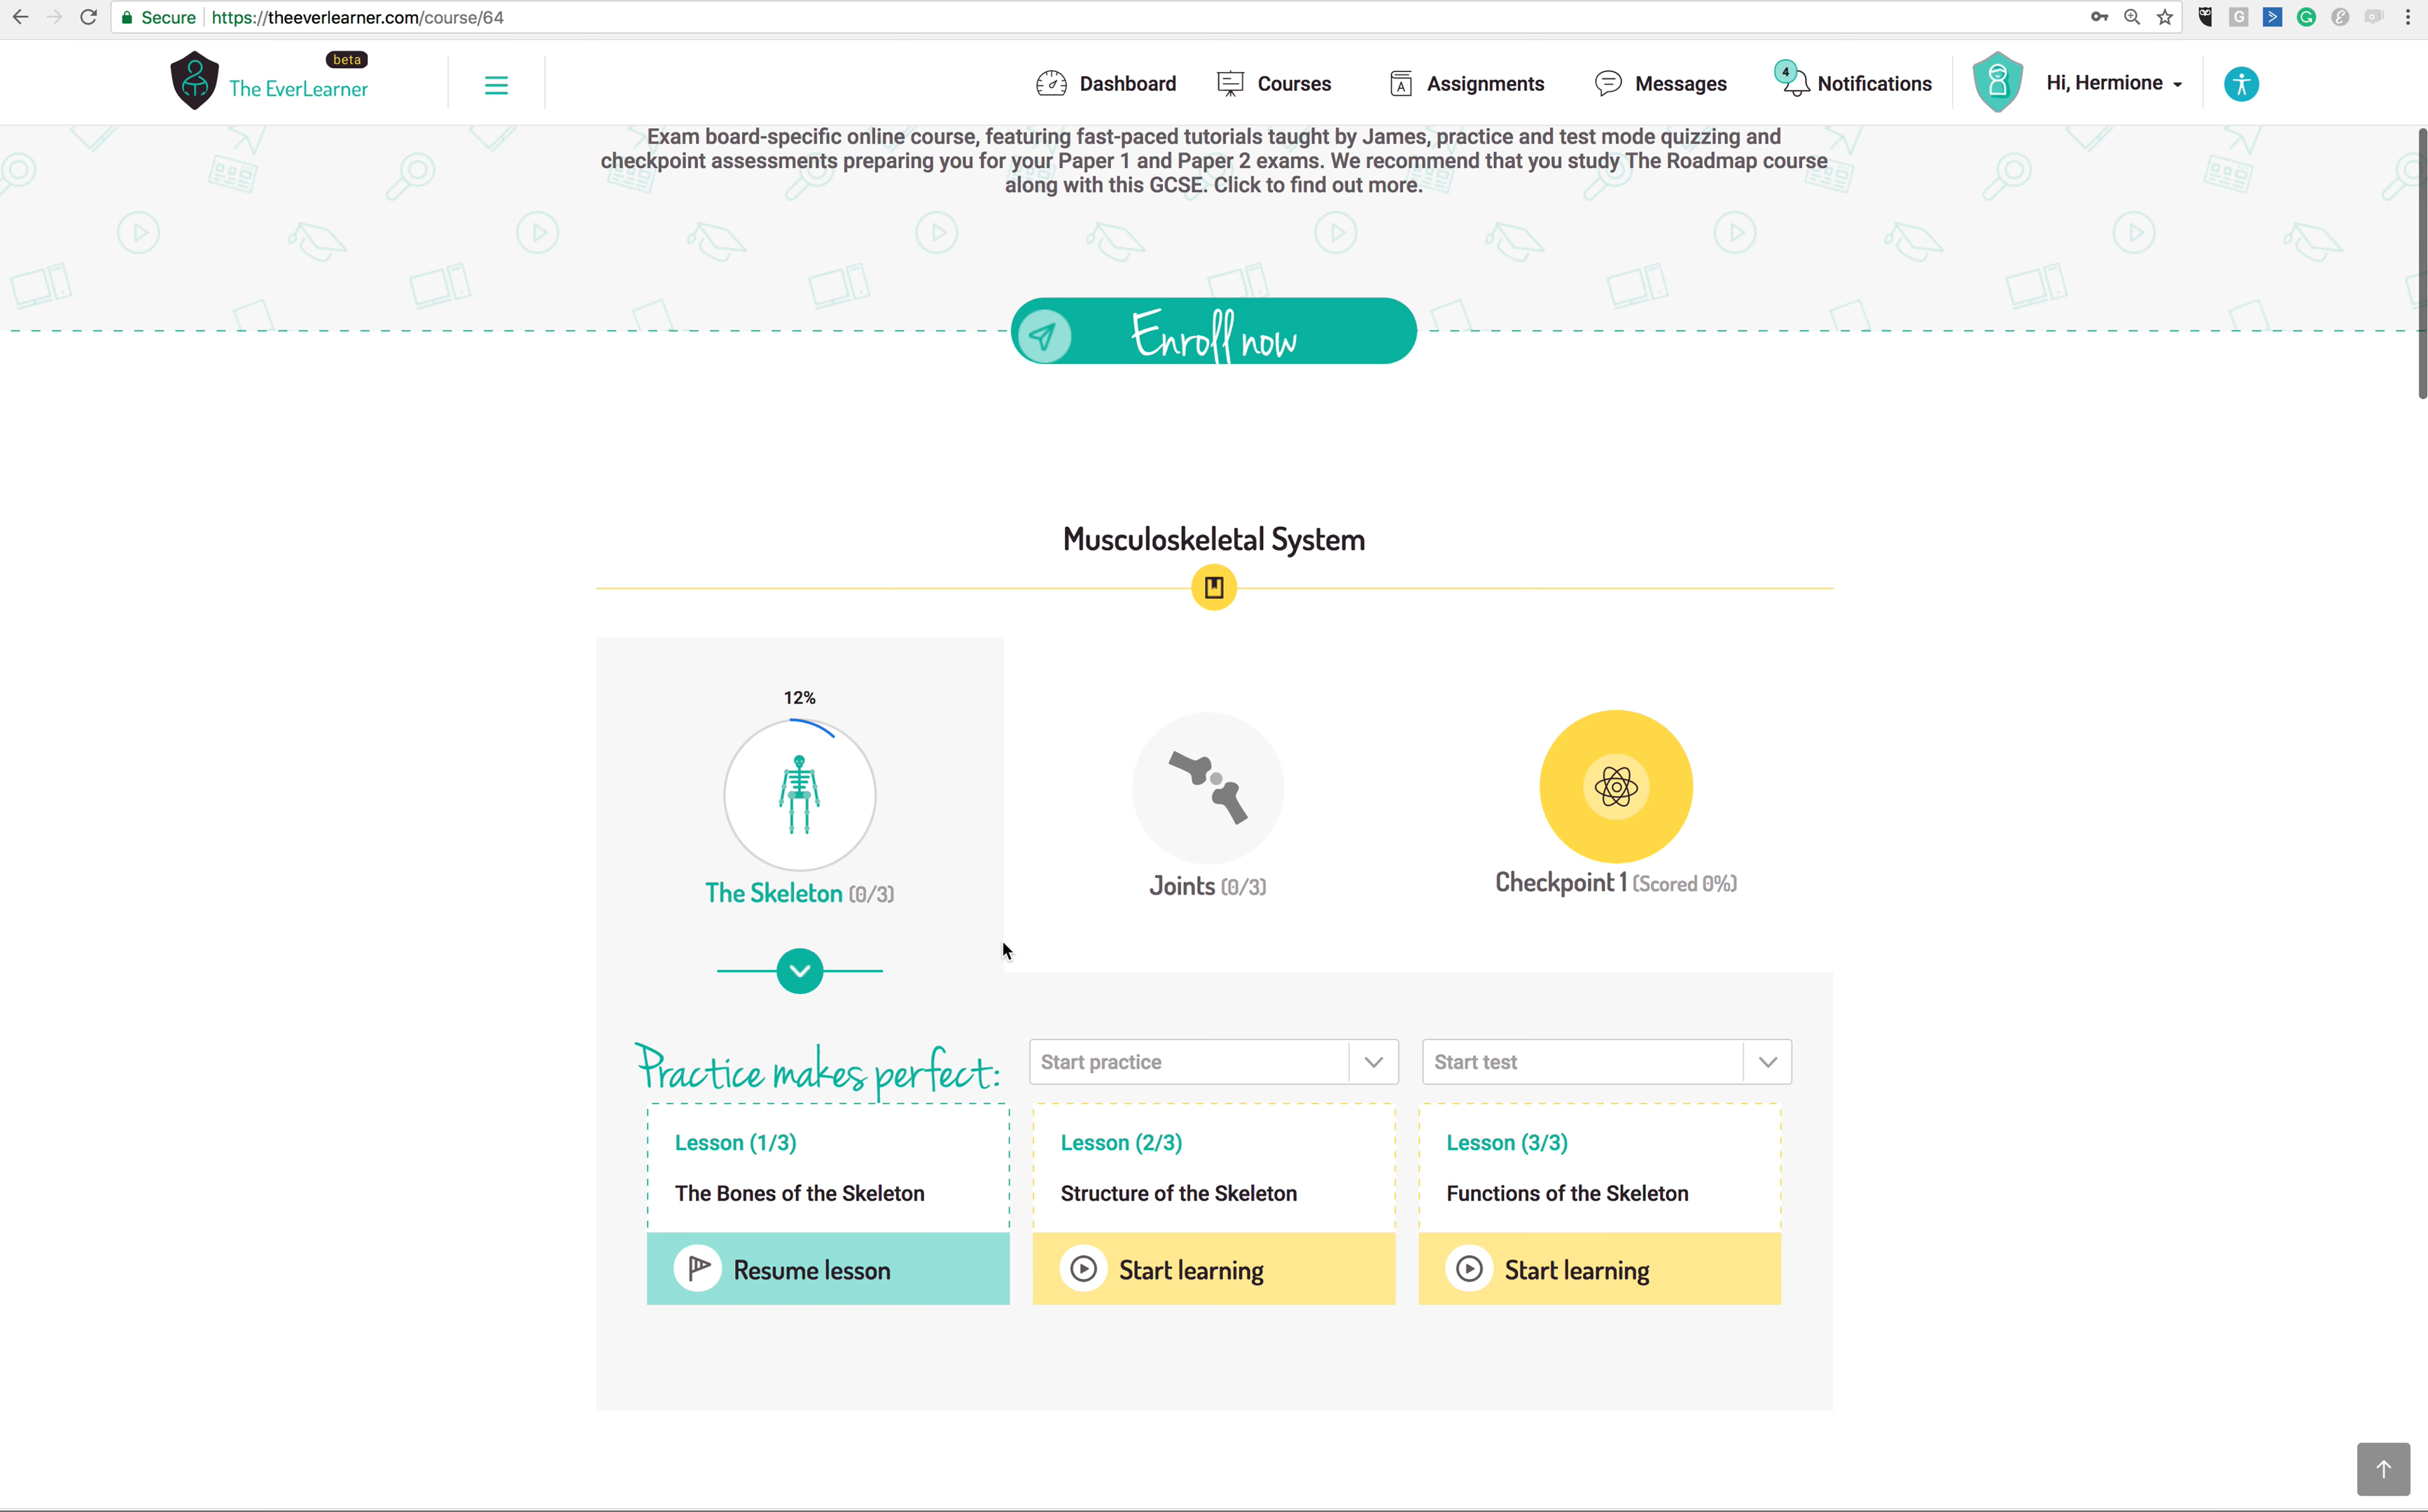 Secure https://theeverlearner.com/course/64
beta
The EverLearner
Dashboard
Courses
Assignments
Messages
4
Notifications
Hi, Hermione
Exam board-specific online course, featuring fast-paced tutorials taught by James, practice and test mode quizzing and
checkpoint assessments preparing you for your Paper 1 and Paper 2 exams. We recommend that you study The Roadmap course
along with this GCSE. Click to find out more.
Enroll now
Musculoskeletal System
12%
The Skeleton (0/3)
Joints (0/3)
Checkpoint 1 (Scored 0%)
Practice makes perfect:
Start practice
Start test
Lesson (1/3)
The Bones of the Skeleton
Resume lesson
Lesson (2/3)
Structure of the Skeleton
Start learning
Lesson (3/3)
Functions of the Skeleton
Start learning